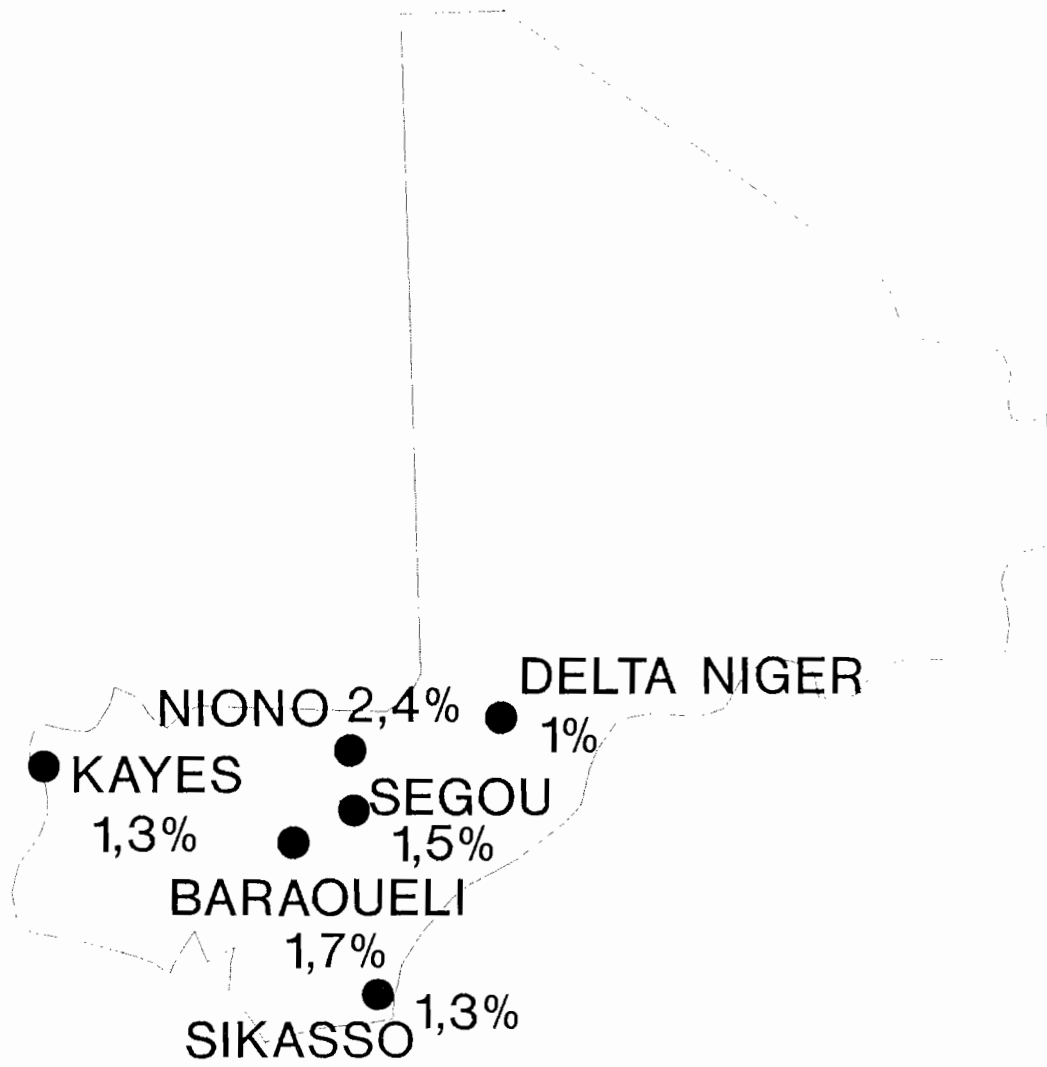 DELTA NIGER
1%
NIONO 2,4%
KAYES
1,3%
SEGOU
1,5%
BARAOUELI
1,7%
SIKASSO
1,3%